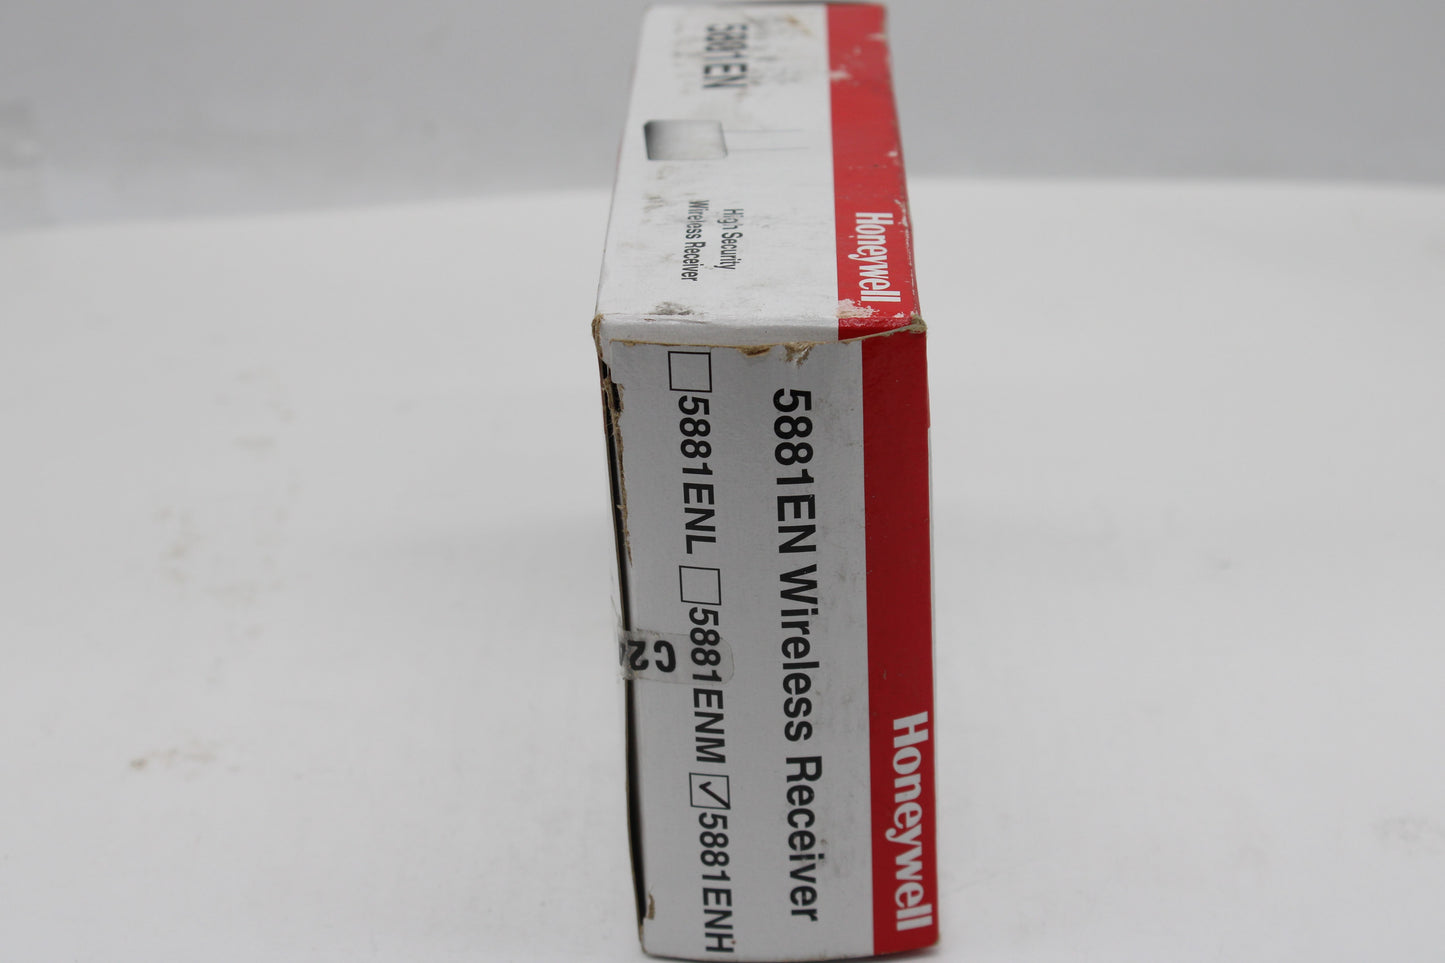 Honeywell
5881EN
High Security
Wireless Receiver
Honeywell
5881EN Wireless Receiver
5881ENL 5881ENM ✓ 5881ENH